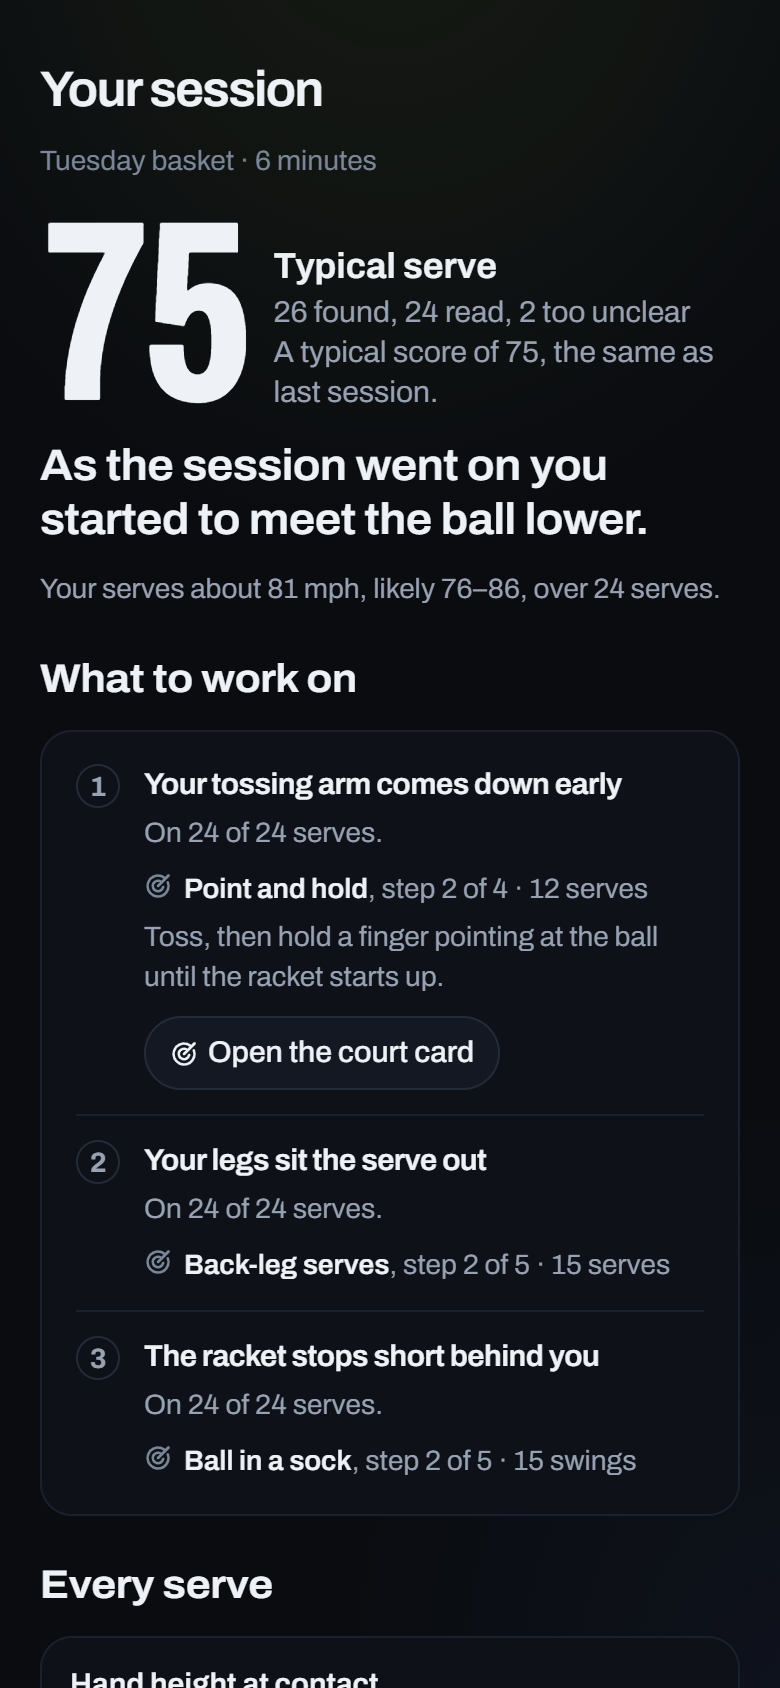 Your session
Tuesday basket · 6 minutes
75
Typical serve
26 found, 24 read, 2 too unclear
A typical score of 75, the same as
last session.
As the session went on you
started to meet the ball lower.
Your serves about 81 mph, likely 76–86, over 24 serves.
What to work on
1
Your tossing arm comes down early
On 24 of 24 serves.
Point and hold, step 2 of 4 · 12 serves
Toss, then hold a finger pointing at the ball
until the racket starts up.
Open the court card
2
Your legs sit the serve out
On 24 of 24 serves.
Back-leg serves, step 2 of 5 · 15 serves
3
The racket stops short behind you
On 24 of 24 serves.
Ball in a sock, step 2 of 5 · 15 swings
Every serve
Hand height at contact